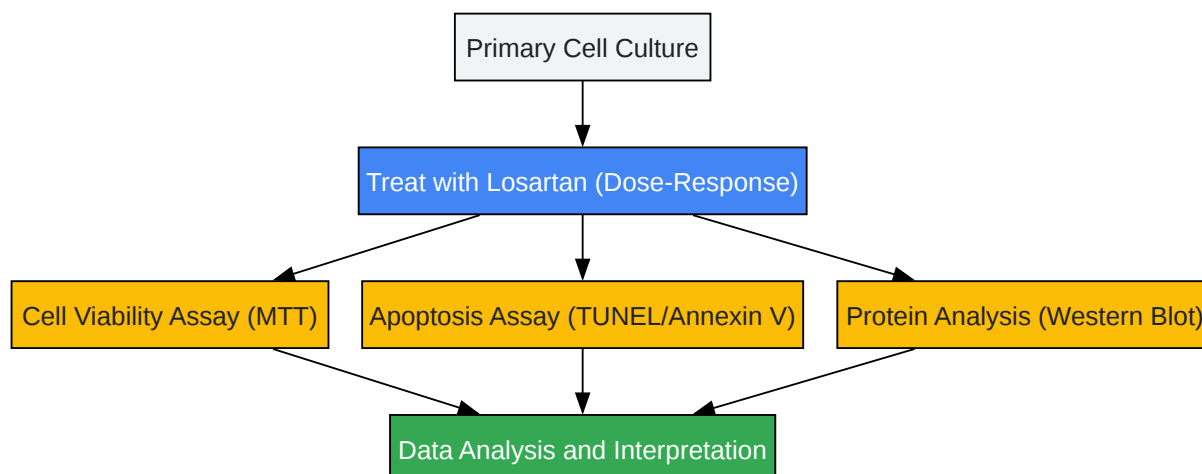 Primary Cell Culture
Treat with Losartan (Dose-Response)
Cell Viability Assay (MTT)
Apoptosis Assay (TUNEL/Annexin V)
Protein Analysis (Western Blot)
Data Analysis and Interpretation